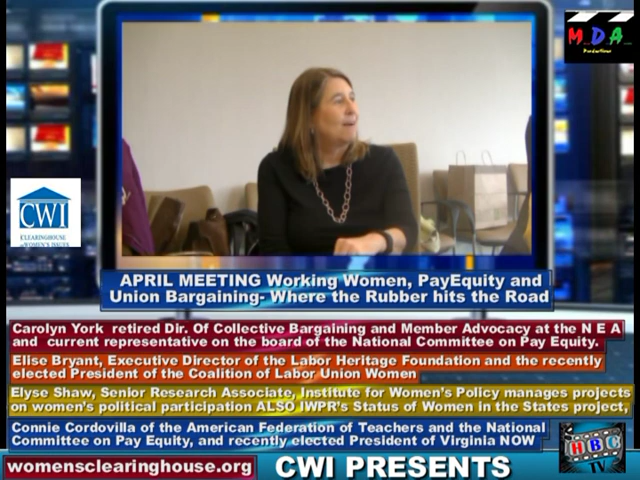 M DA
Productions
CWI
CLEARINGHOUSE
on WOMEN'S ISSUES
APRIL MEETING Working Women, PayEquity and
Union Bargaining- Where the Rubber hits the Road
Carolyn York retired Dir. Of Collective Bargaining and Member Advocacy at the N E A
and current representative on the board of the National Committee on Pay Equity.
Elise Bryant, Executive Director of the Labor Heritage Foundation and the recently
elected President of the Coalition of Labor Union Women
Elyse Shaw, Senior Research Associate, Institute for Women's Policy manages projects
on women's political participation ALSO IWPR's Status of Women in the States project,
Connie Cordovilla of the American Federation of Teachers and the National
Committee on Pay Equity, and recently elected President of Virginia NOW
womensclearinghouse.org
CWI PRESENTS
HBC
TV